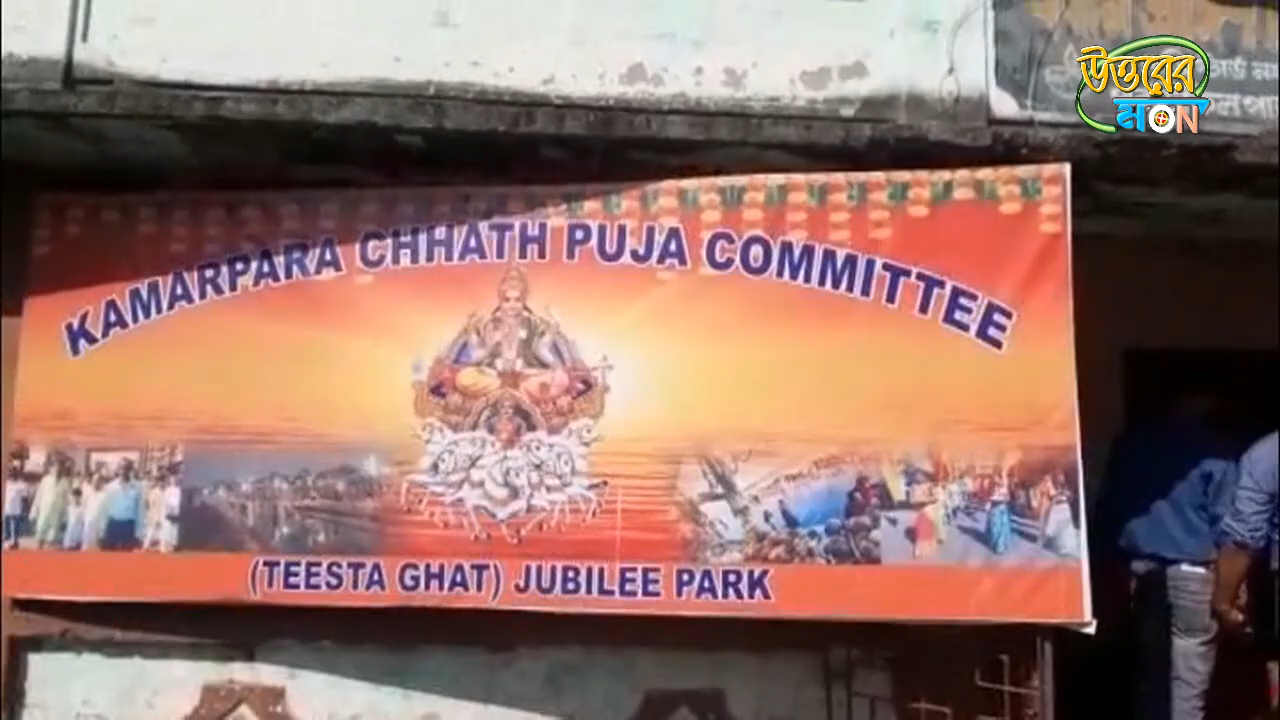 উত্তরের
মন
KAMARPARA CHHATH PUJA COMMITTEE
(TEESTA GHAT) JUBILEE PARK